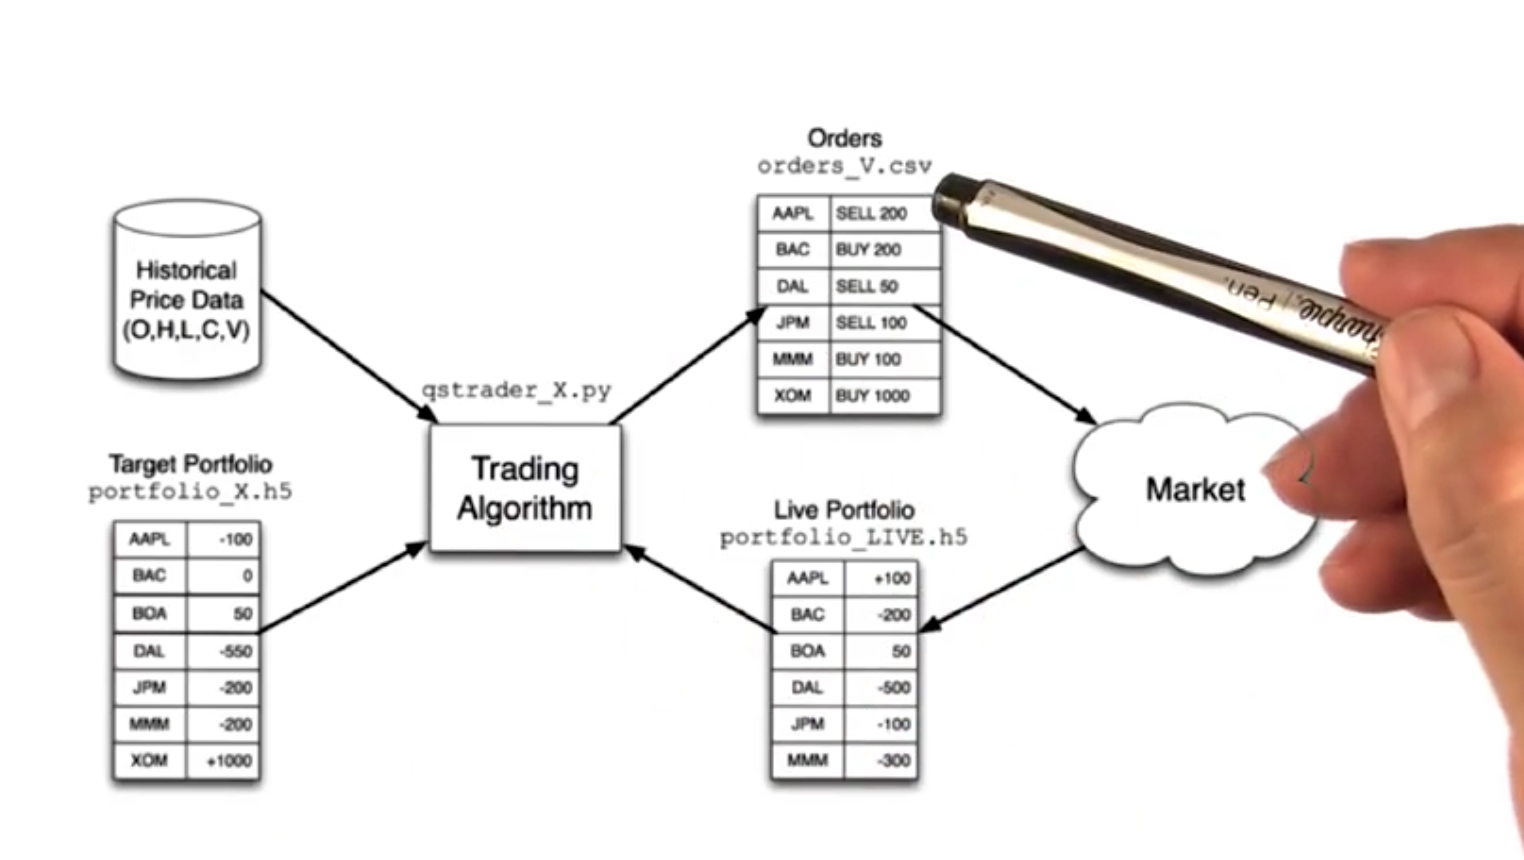 Orders
orders_V.csv
AAPL SELL 200
BAC BUY 200
DAL SELL 50
JPM SELL 100
MMM BUY 100
XOM BUY 1000
Historical
Price Data
(O,H,L,C,V)
qstrader_X.py
Trading
Algorithm
Target Portfolio
portfolio_X.h5
AAPL -100
BAC 0
BOA 50
DAL -550
JPM -200
MMM -200
XOM +1000
Live Portfolio
portfolio_LIVE.h5
AAPL +100
BAC -200
BOA 50
DAL -500
JPM -100
MMM -300
Market
Pen.